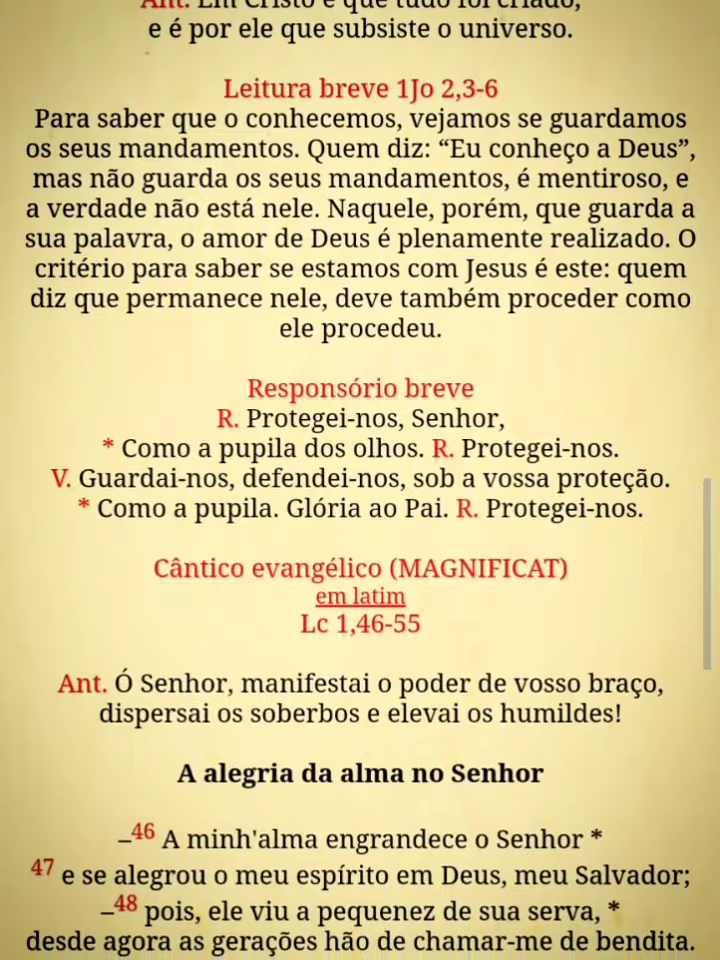 Ant. Em Cristo é que tudo foi criado,
e é por ele que subsiste o universo.
Leitura breve 1Jo 2,3-6
Para saber que o conhecemos, vejamos se guardamos
os seus mandamentos. Quem diz: “Eu conheço a Deus”,
mas não guarda os seus mandamentos, é mentiroso, e
a verdade não está nele. Naquele, porém, que guarda a
sua palavra, o amor de Deus é plenamente realizado. O
critério para saber se estamos com Jesus é este: quem
diz que permanece nele, deve também proceder como
ele procedeu.
Responsório breve
R. Protegei-nos, Senhor,
* Como a pupila dos olhos. R. Protegei-nos.
V. Guardai-nos, defendei-nos, sob a vossa proteção.
* Como a pupila. Glória ao Pai. R. Protegei-nos.
Cântico evangélico (MAGNIFICAT)
em latim
Lc 1,46-55
Ant. Ó Senhor, manifestai o poder de vosso braço,
dispersai os soberbos e elevai os humildes!
A alegria da alma no Senhor
–46 A minh'alma engrandece o Senhor *
47 e se alegrou o meu espírito em Deus, meu Salvador;
–48 pois, ele viu a pequenez de sua serva, *
desde agora as gerações hão de chamar-me de bendita.